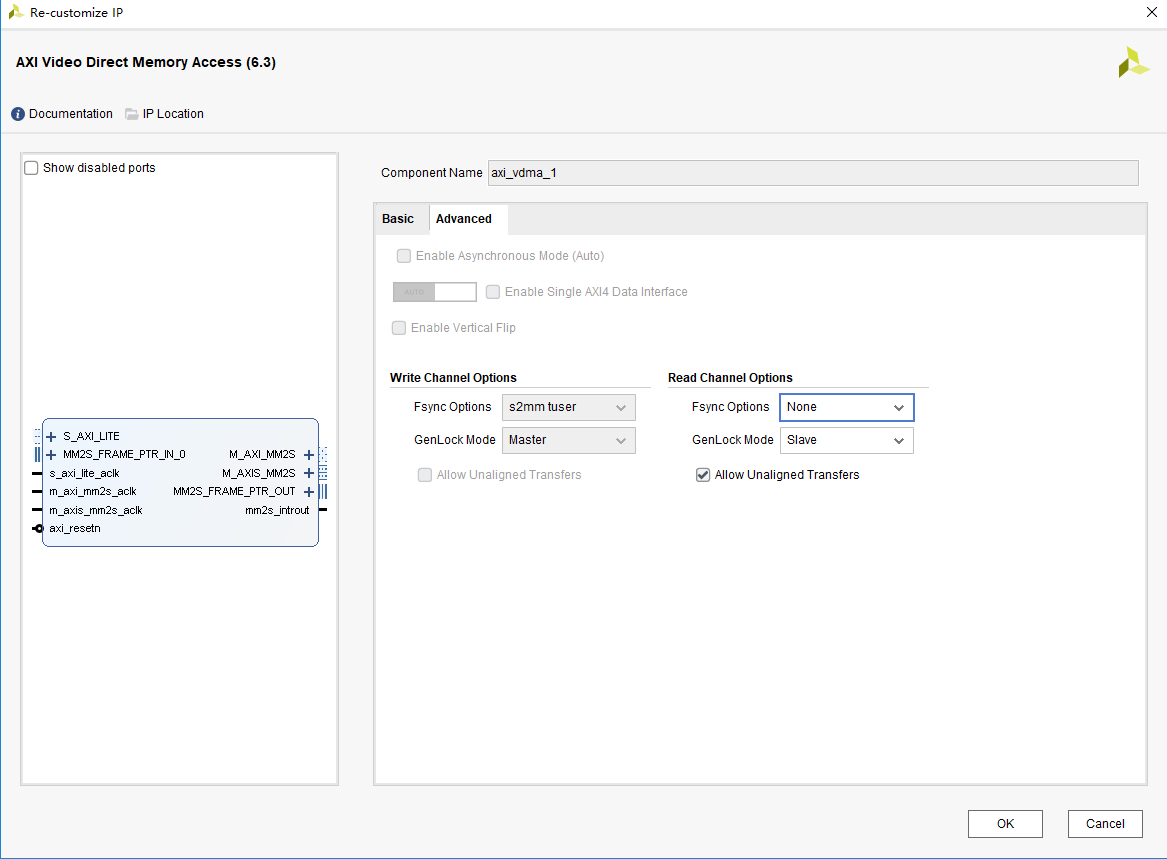 Re-customize IP
AXI Video Direct Memory Access (6.3)
Documentation IP Location
Show disabled ports
S_AXI_LITE
MM2S_FRAME_PTR_IN_0 M_AXI_MM2S
s_axi_lite_aclk M_AXIS_MM2S
m_axi_mm2s_aclk MM2S_FRAME_PTR_OUT
m_axis_mm2s_aclk mm2s_introut
axi_resetn
Component Name axi_vdma_1
Basic Advanced
Enable Asynchronous Mode (Auto)
AUTO Enable Single AXI4 Data Interface
Enable Vertical Flip
Write Channel Options Read Channel Options
Fsync Options s2mm tuser Fsync Options None
GenLock Mode Master GenLock Mode Slave
Allow Unaligned Transfers Allow Unaligned Transfers
OK Cancel